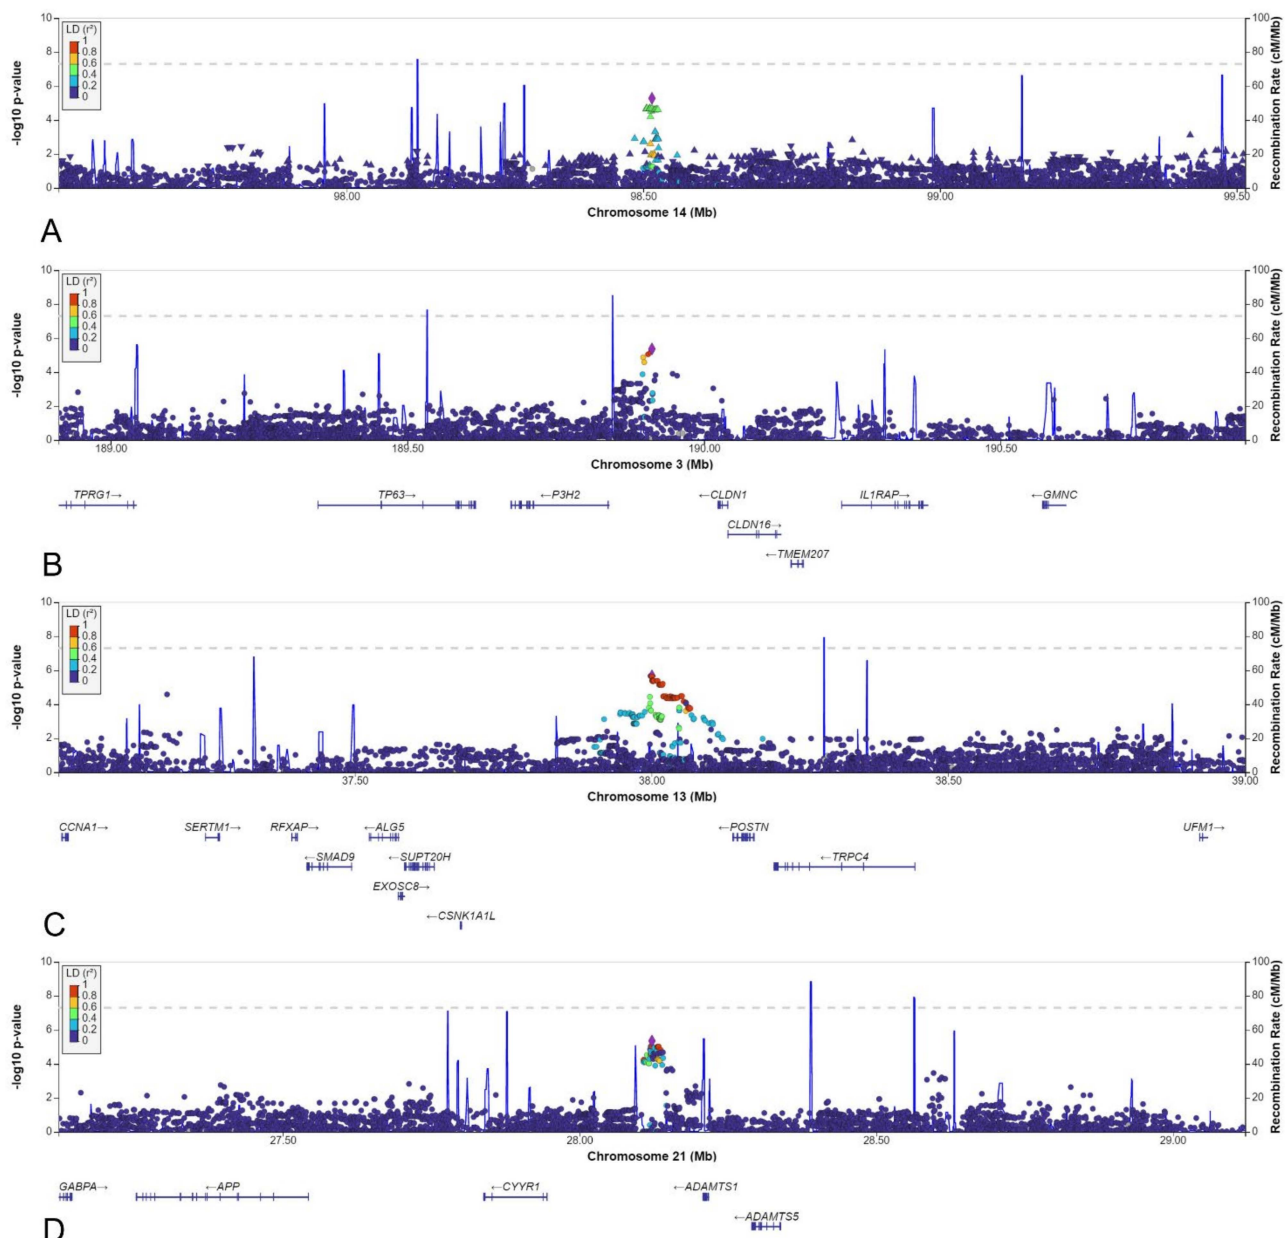 LD (r²)
1
0.8
0.6
0.4
0.2
0
10
8
6
4
2
0
-log10 p-value
100
80
60
40
20
0
Recombination Rate (cM/Mb)
98.00 98.50 99.00 99.50
Chromosome 14 (Mb)
A
LD (r²)
1
0.8
0.6
0.4
0.2
0
10
8
6
4
2
0
-log10 p-value
100
80
60
40
20
0
Recombination Rate (cM/Mb)
189.00 189.50 190.00 190.50
Chromosome 3 (Mb)
TPRG1→ TP63→ ←P3H2 ←CLDN1 IL1RAP→ ←GMNC
CLDN16→
←TMEM207
B
LD (r²)
1
0.8
0.6
0.4
0.2
0
10
8
6
4
2
0
-log10 p-value
100
80
60
40
20
0
Recombination Rate (cM/Mb)
37.50 38.00 38.50 39.00
Chromosome 13 (Mb)
CCNA1→ SERTM1→ RFXAP→ ←ALG5 ←POSTN UFM1→
←SMAD9 ←SUPT20H ←TRPC4
EXOSC8→
←CSNK1A1L
C
LD (r²)
1
0.8
0.6
0.4
0.2
0
10
8
6
4
2
0
-log10 p-value
100
80
60
40
20
0
Recombination Rate (cM/Mb)
27.50 28.00 28.50 29.00
Chromosome 21 (Mb)
GABPA→ ←APP ←CYYR1 ←ADAMTS1
←ADAMTS5
D